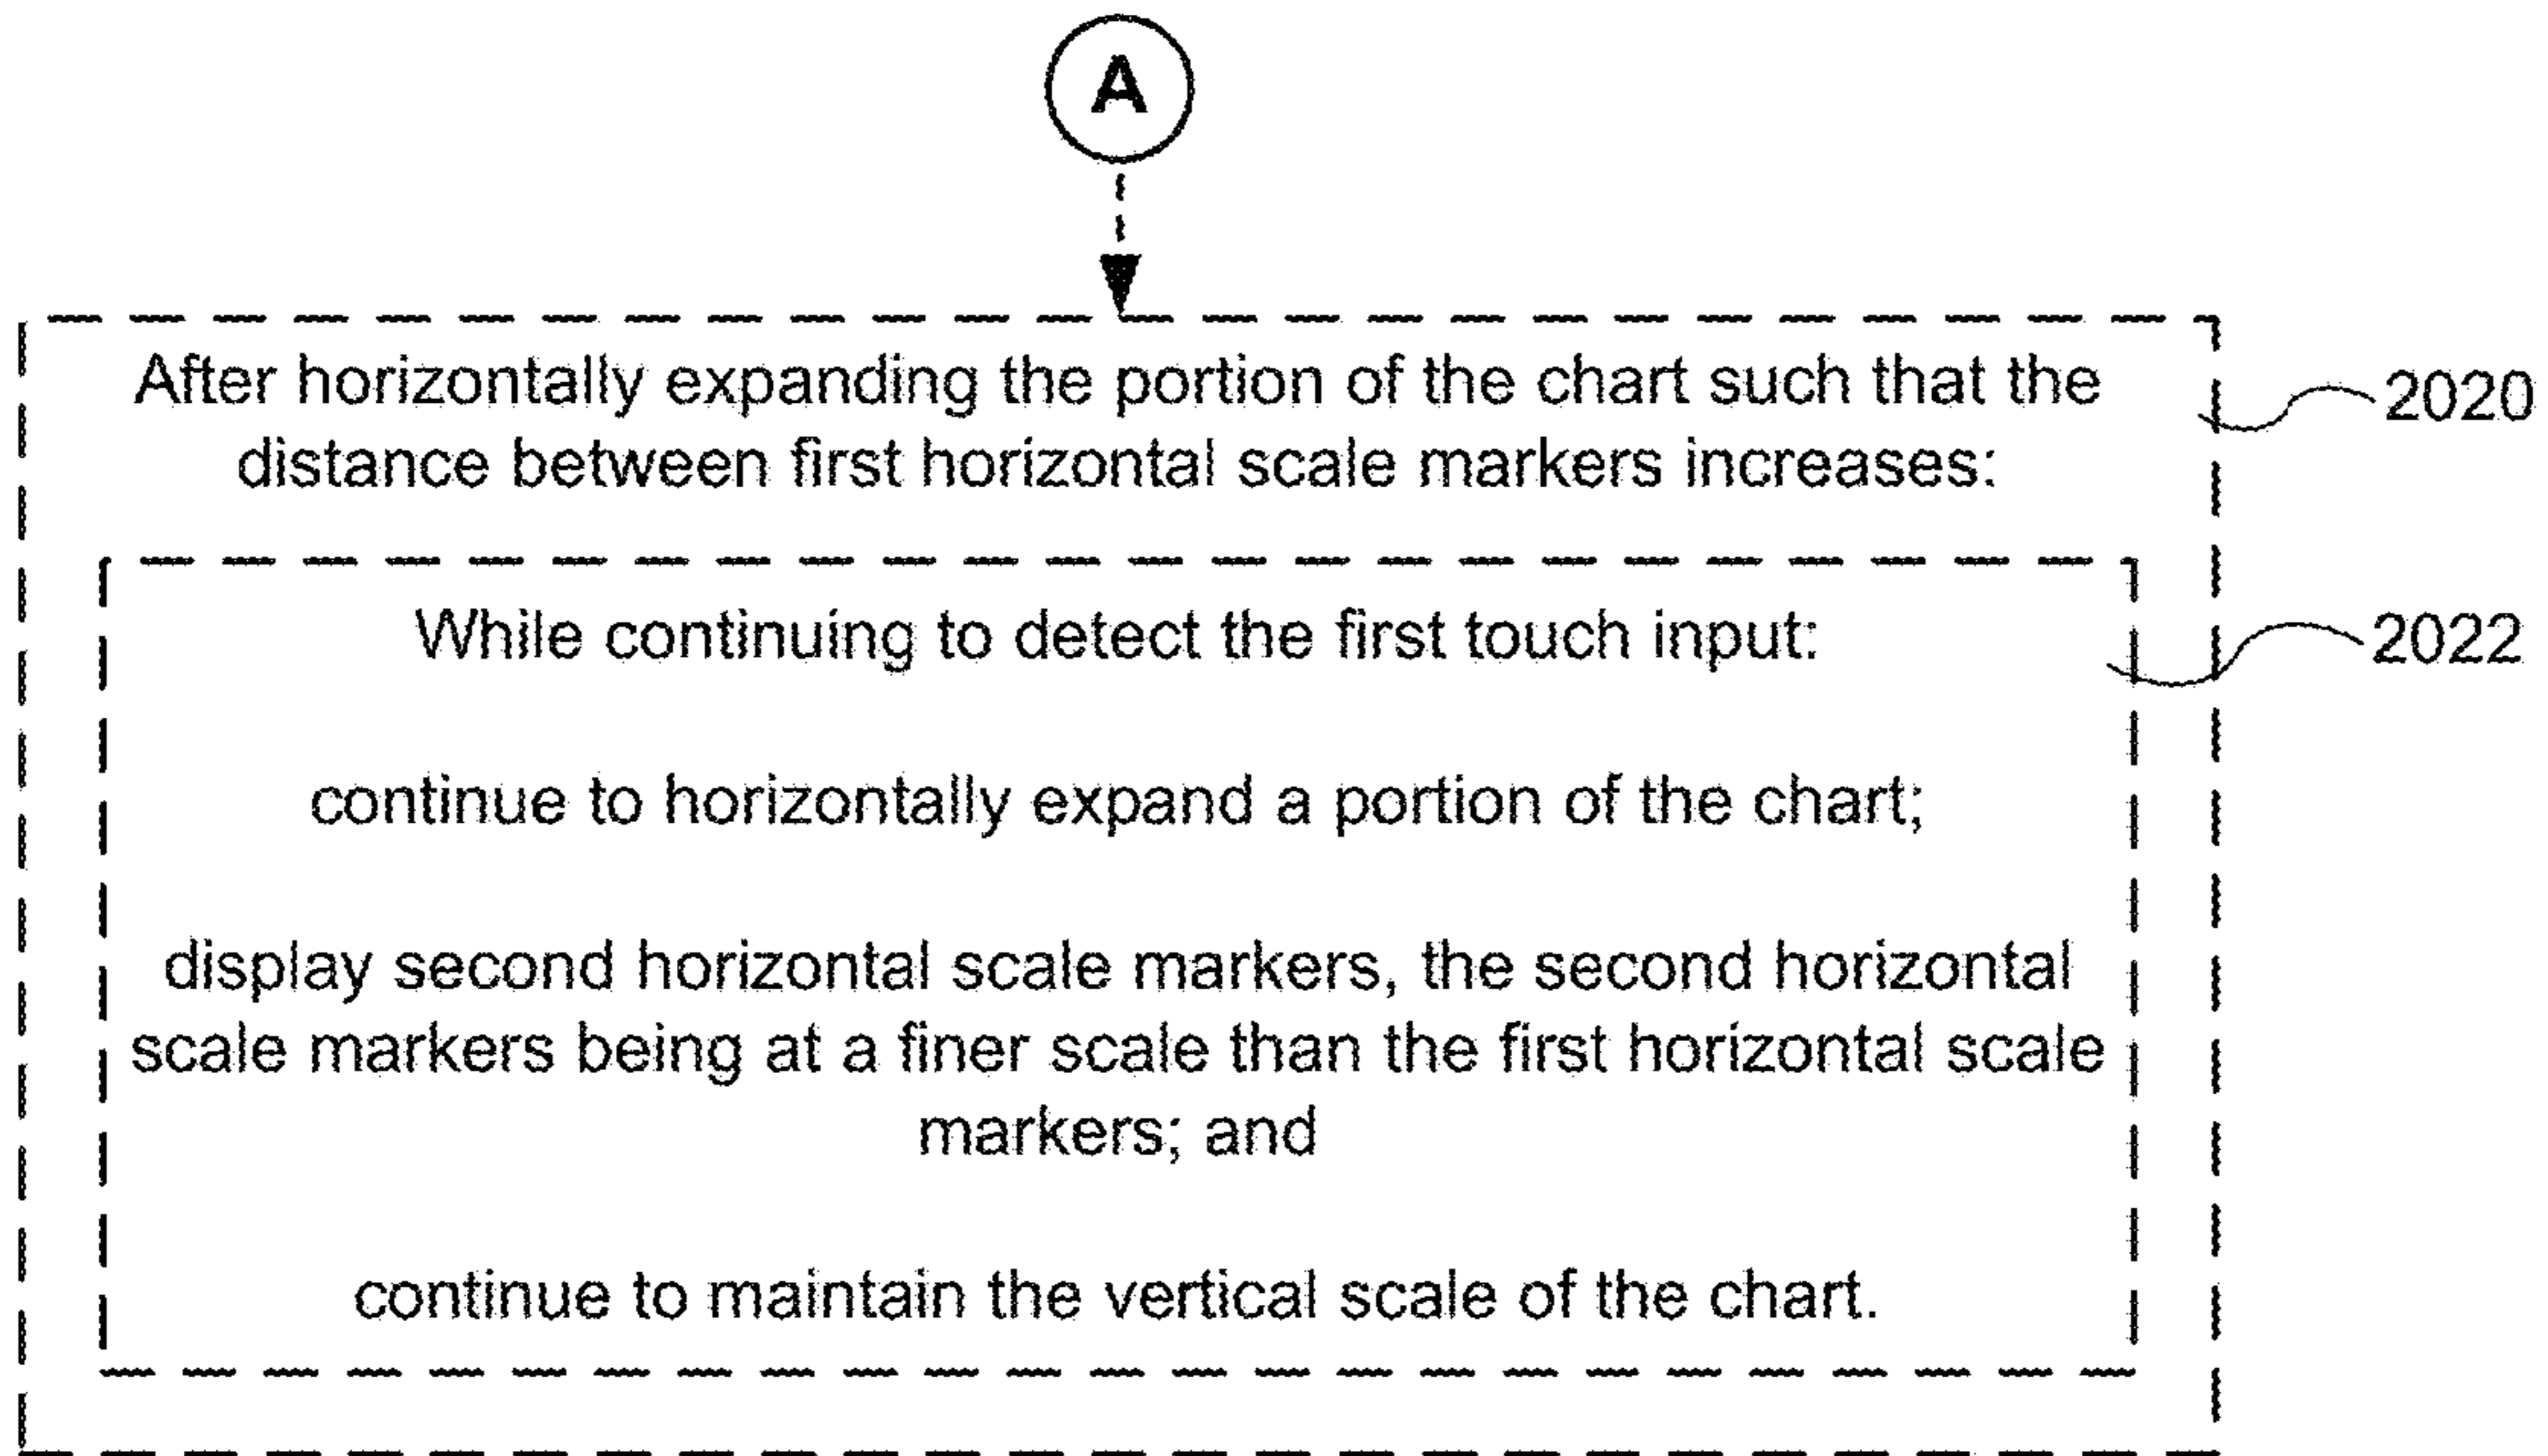 A
After horizontally expanding the portion of the chart such that the
distance between first horizontal scale markers increases:
2020
While continuing to detect the first touch input:
2022
continue to horizontally expand a portion of the chart;
display second horizontal scale markers, the second horizontal
scale markers being at a finer scale than the first horizontal scale
markers; and
continue to maintain the vertical scale of the chart.